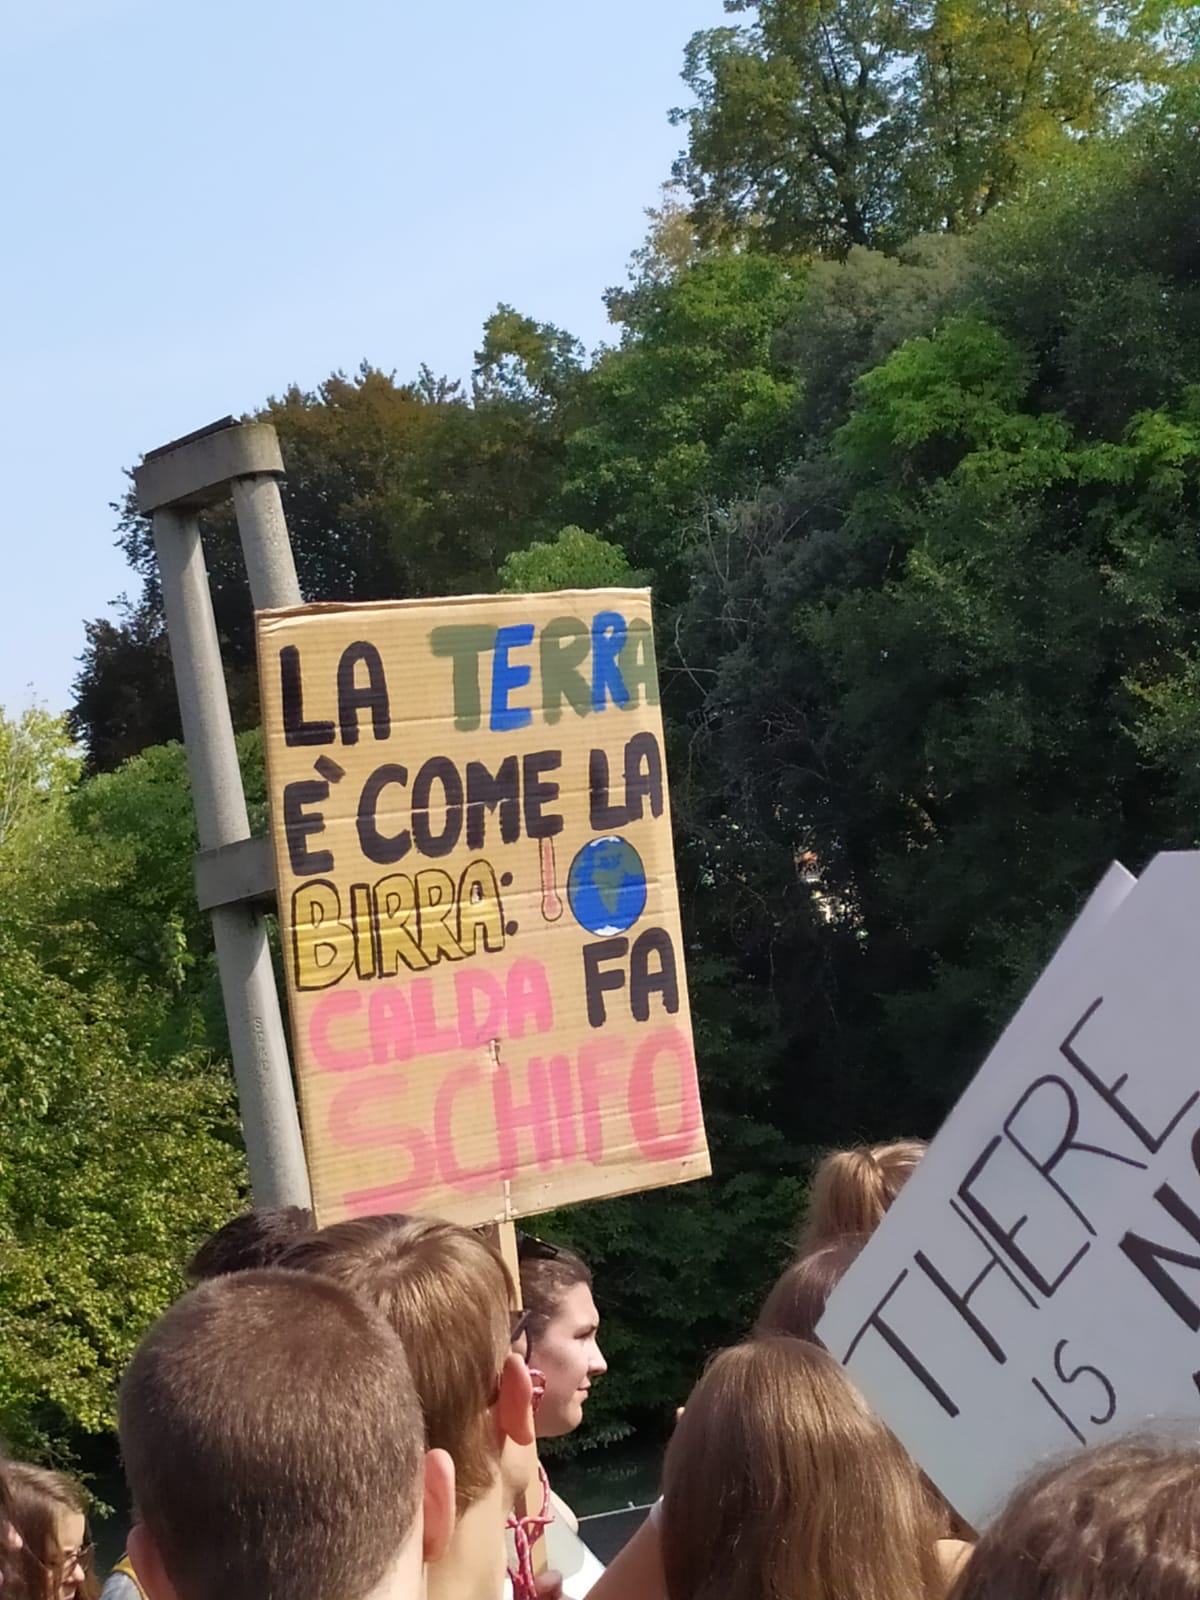 LA TERRA
È COME LA
BIRRA:
CALDA FA
SCHIFO
THERE
IS